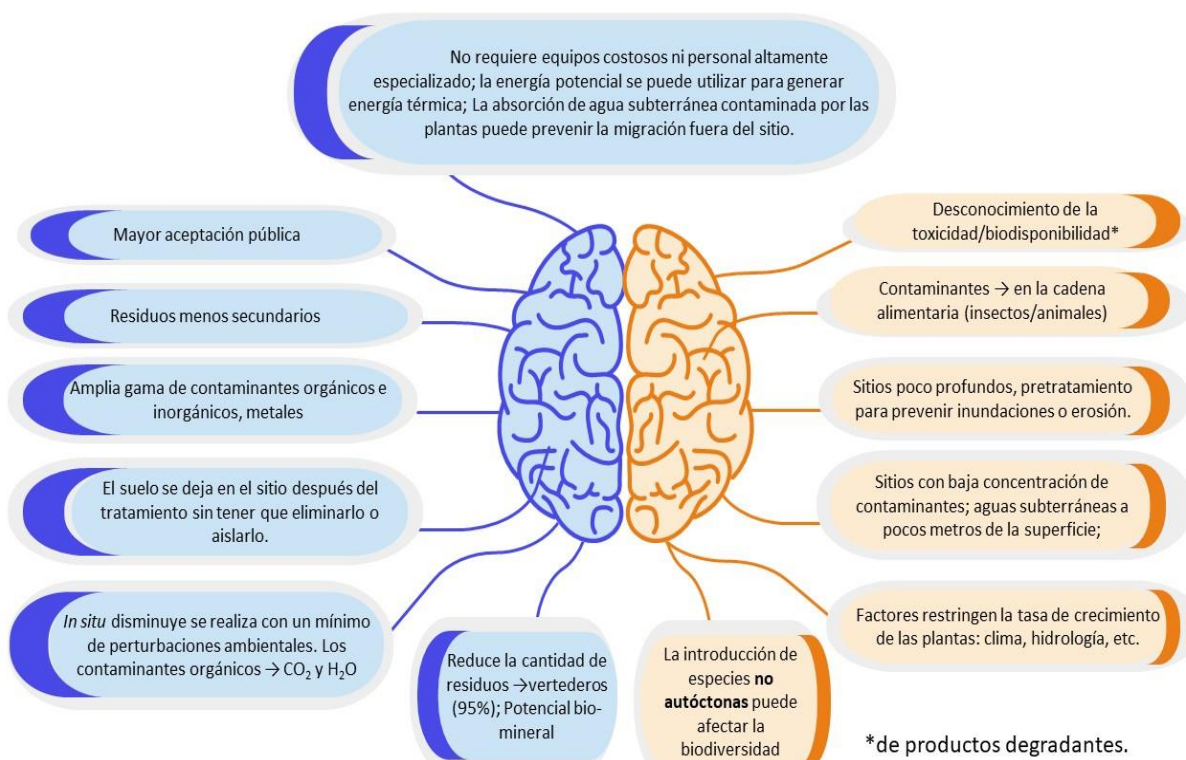 No requiere equipos costosos ni personal altamente
especializado; la energía potencial se puede utilizar para generar
energía térmica; La absorción de agua subterránea contaminada por las
plantas puede prevenir la migración fuera del sitio.
Mayor aceptación pública
Residuos menos secundarios
Amplia gama de contaminantes orgánicos e
inorgánicos, metales
El suelo se deja en el sitio después del
tratamiento sin tener que eliminarlo o
aislarlo.
In situ disminuye se realiza con un mínimo
de perturbaciones ambientales. Los
contaminantes orgánicos → CO₂ y H₂O
Reduce la cantidad de
residuos →vertederos
(95%); Potencial bio-
mineral
Desconocimiento de la
toxicidad/biodisponibilidad*
Contaminantes → en la cadena
alimentaria (insectos/animales)
Sitios poco profundos, pretratamiento
para prevenir inundaciones o erosión.
Sitios con baja concentración de
contaminantes; aguas subterráneas a
pocos metros de la superficie;
Factores restringen la tasa de crecimiento
de las plantas: clima, hidrología, etc.
La introducción de
especies no
autóctonas puede
afectar la
biodiversidad
*de productos degradantes.